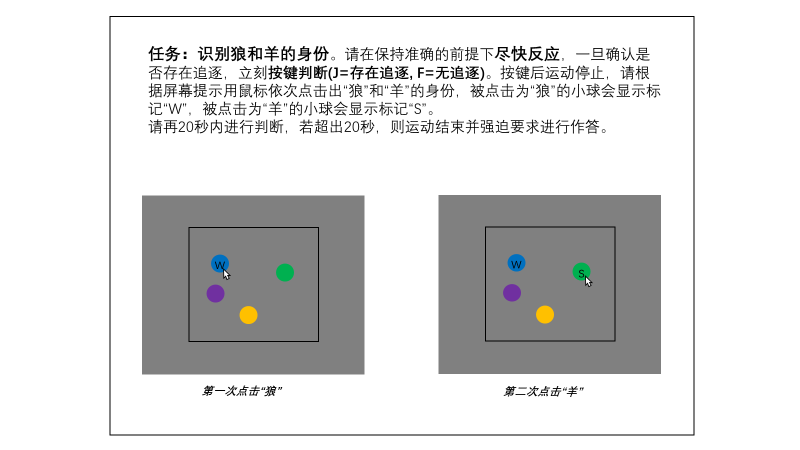 任务：识别狼和羊的身份。请在保持准确的前提下尽快反应，一旦确认是
否存在追逐，立刻按键判断(J=存在追逐, F=无追逐)。按键后运动停止，请根
据屏幕提示用鼠标依次点击出“狼”和“羊”的身份，被点击为“狼”的小球会显示标
记“W”，被点击为“羊”的小球会显示标记“S”。
请再20秒内进行判断，若超出20秒，则运动结束并强迫要求进行作答。
W
W
S
第一次点击“狼”
第二次点击“羊”